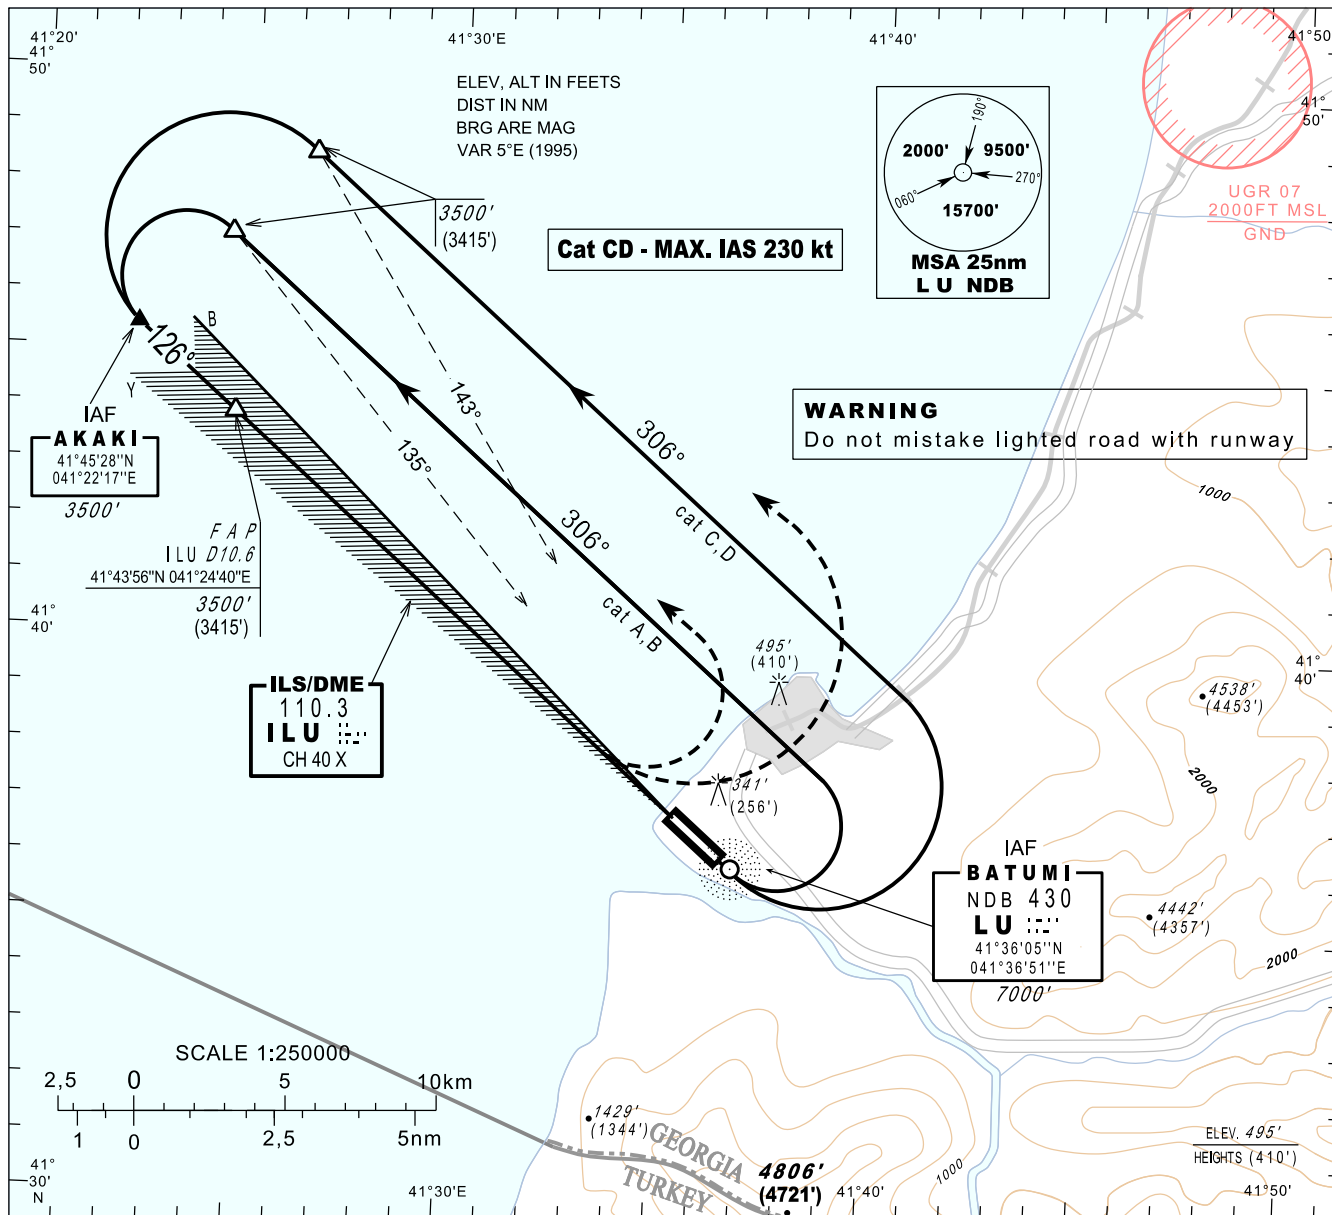 41°20'
41°
50'
41°30'E
41°40'
41°50'
41°
50'
ELEV, ALT IN FEETS
DIST IN NM
BRG ARE MAG
VAR 5°E (1995)
190°
2000'
9500'
270°
060°
15700'
MSA 25nm
L U NDB
UGR 07
2000FT MSL
GND
3500'
(3415')
Cat CD - MAX. IAS 230 kt
B
126°
Y
IAF
AKAKI
41°45'28''N
041°22'17''E
3500'
143°
135°
306°
cat C,D
306°
cat A,B
WARNING
Do not mistake lighted road with runway
1000
F A P
ILU D10.6
41°43'56''N 041°24'40''E
3500'
(3415')
41°
40'
495'
(410')
41°
40'
4538'
(4453')
ILS/DME
110.3
ILU
CH 40 X
341'
(256')
2000
IAF
BATUMI
NDB 430
LU
41°36'05''N
041°36'51''E
7000'
4442'
(4357')
2000
SCALE 1:250000
2,5 0 5 10km
1 0 2,5 5nm
1429'
(1344')
GEORGIA
TURKEY
4806'
(4721')
1000
ELEV. 495'
HEIGHTS (410')
41°
30'
N
41°30'E
41°40'
41°50'